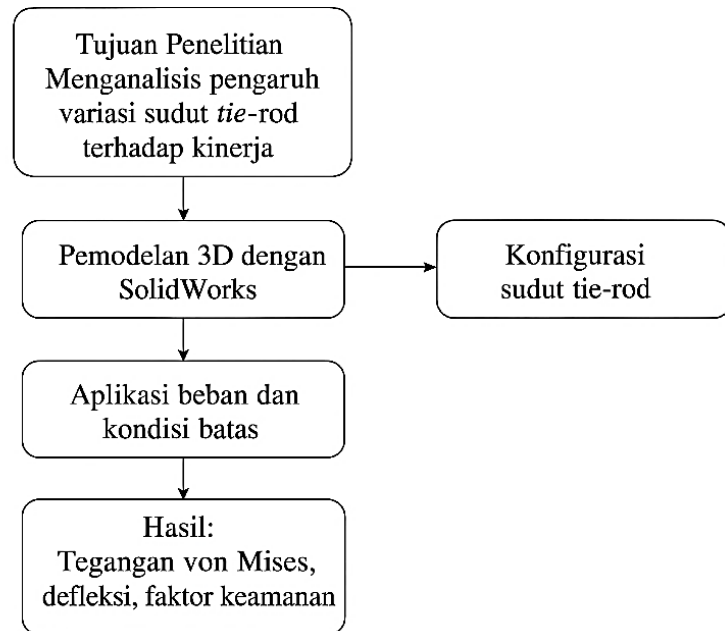 Tujuan Penelitian
Menganalisis pengaruh
variasi sudut tie-rod
terhadap kinerja
Pemodelan 3D dengan
SolidWorks
Konfigurasi
sudut tie-rod
Aplikasi beban dan
kondisi batas
Hasil:
Tegangan von Mises,
defleksi, faktor keamanan